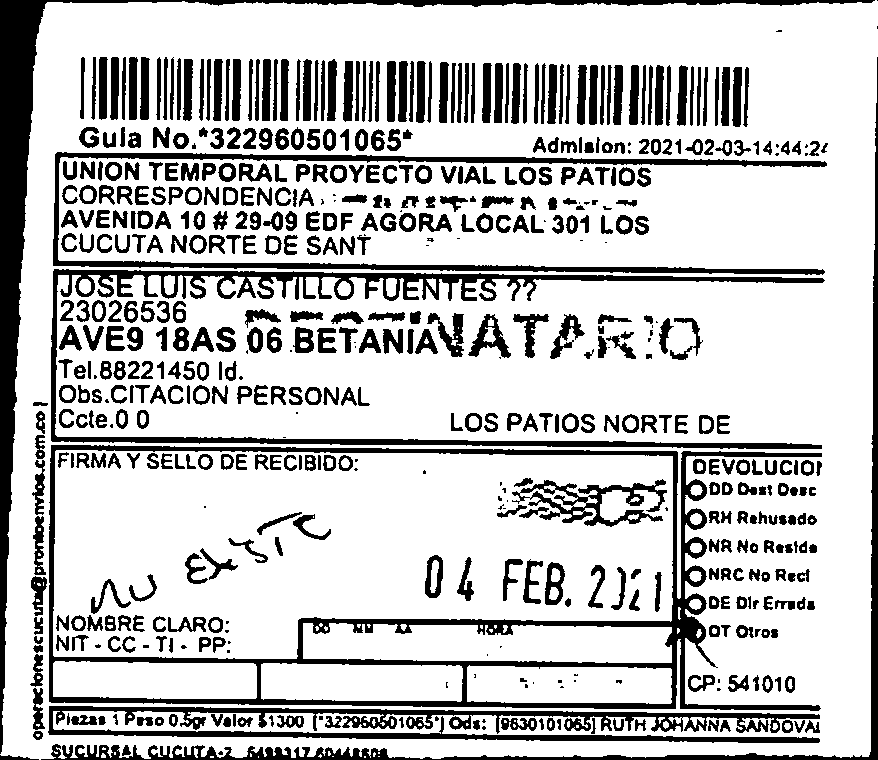 Guia No.*322960501065*
Admision: 2021-02-03-14:44:24
UNION TEMPORAL PROYECTO VIAL LOS PATIOS
CORRESPONDENCIA
AVENIDA 10 # 29-09 EDF AGORA LOCAL 301 LOS
CUCUTA NORTE DE SANT
JOSE LUIS CASTILLO FUENTES ??
23026536
AVE9 18AS 06 BETANIA
NATARIO
Tel.88221450 Id.
Obs.CITACION PERSONAL
Ccte.0 0
LOS PATIOS NORTE DE
operacionescucuta@prontoenvios.com.co
FIRMA Y SELLO DE RECIBIDO:
NO EXISTE
04 FEB. 2021
NOMBRE CLARO:
NIT - CC - TI - PP:
DD MM AA HORA
DEVOLUCION
DD Dest Desc
RH Rehusado
NR No Reside
NRC No Recl
DE Dir Errada
OT Otros
CP: 541010
Piezas 1 Peso 0.5gr Valor $1300 [*322960501065*] Ods: [9630101065] RUTH JOHANNA SANDOVAL
SUCURSAL CUCUTA-2